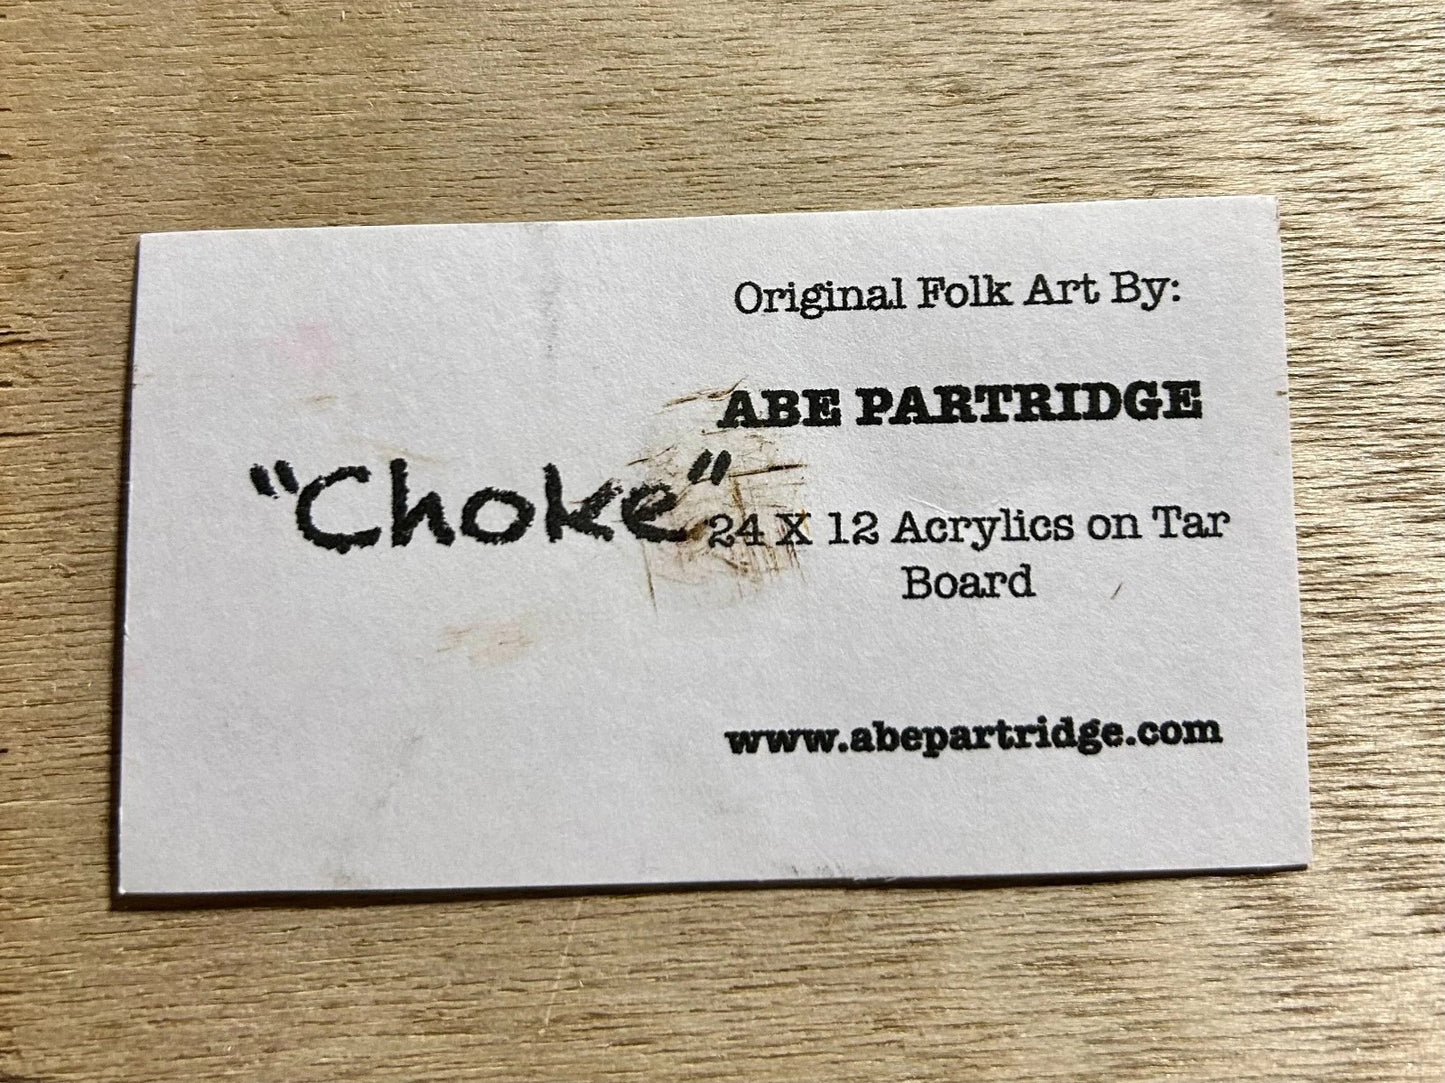 Original Folk Art By:
ABE PARTRIDGE
"Choke"
24 X 12 Acrylics on Tar
Board
www.abepartridge.com